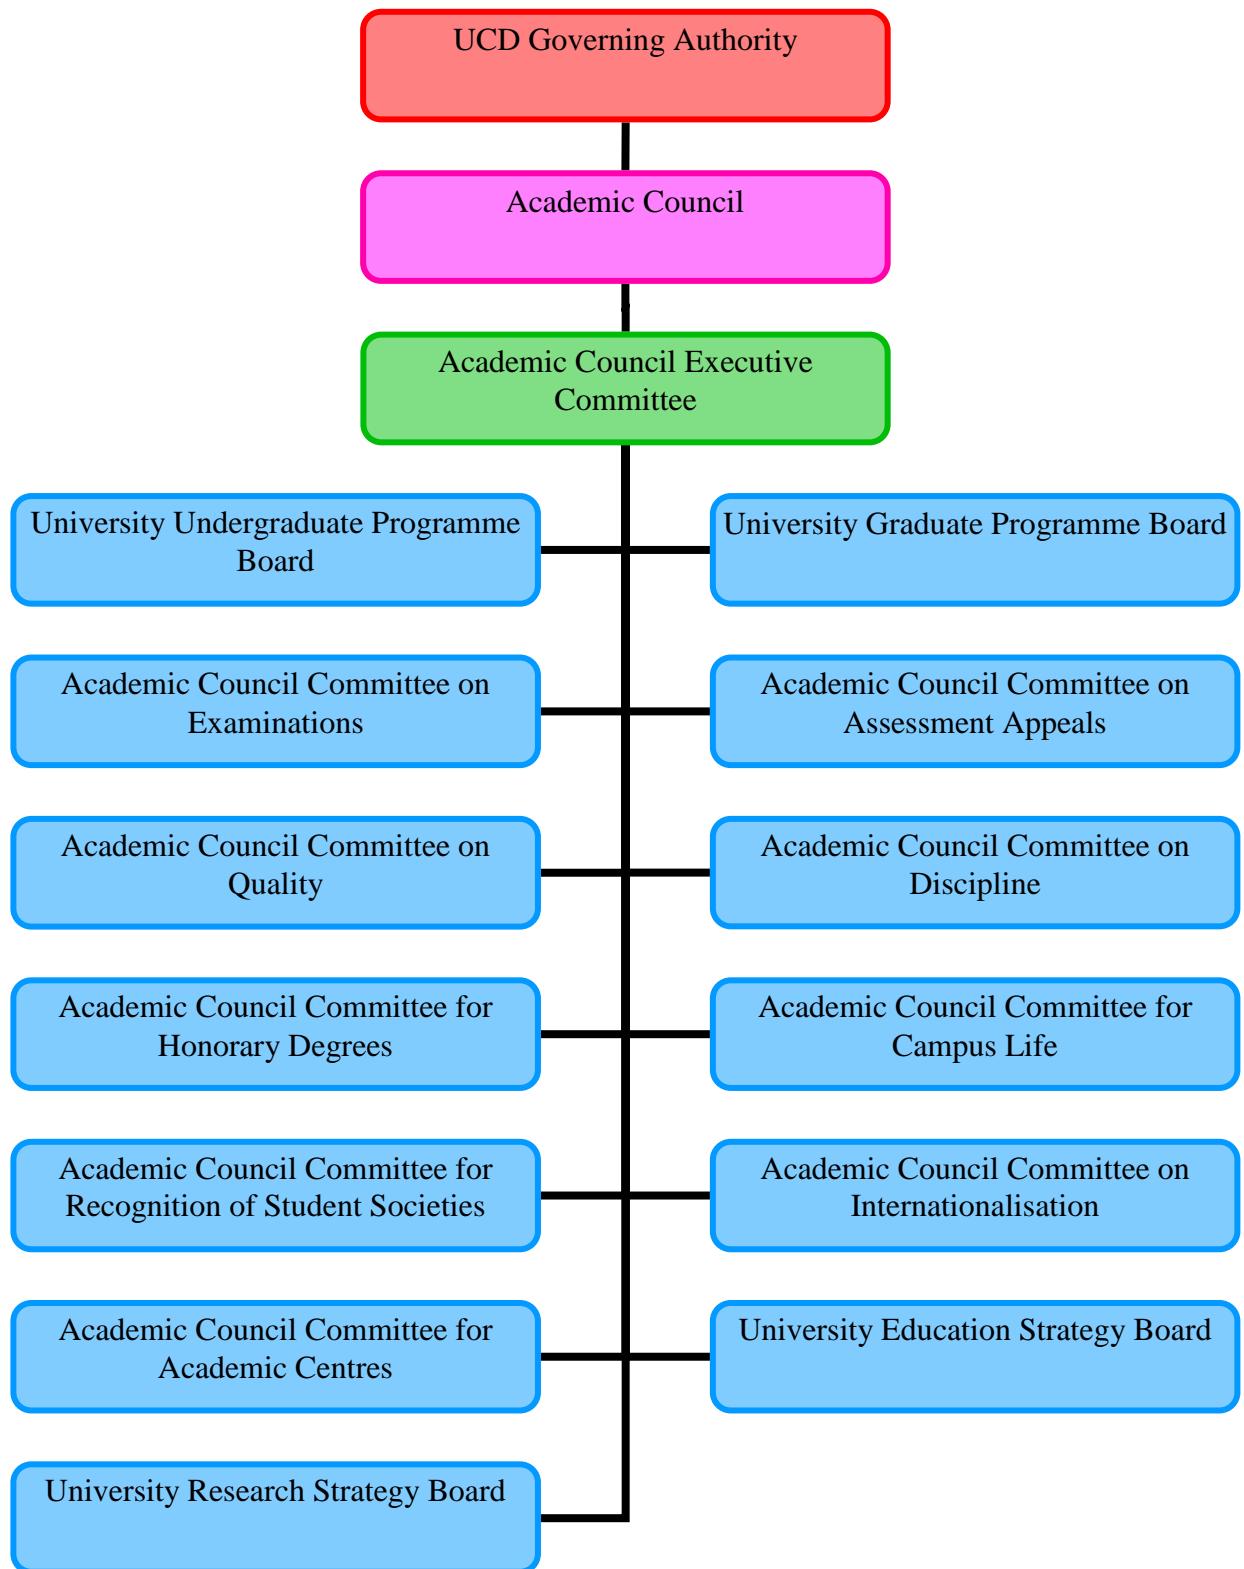 UCD Governing Authority
Academic Council
Academic Council Executive
Committee
University Undergraduate Programme
Board
University Graduate Programme Board
Academic Council Committee on
Examinations
Academic Council Committee on
Assessment Appeals
Academic Council Committee on
Quality
Academic Council Committee on
Discipline
Academic Council Committee for
Honorary Degrees
Academic Council Committee for
Campus Life
Academic Council Committee for
Recognition of Student Societies
Academic Council Committee on
Internationalisation
Academic Council Committee for
Academic Centres
University Education Strategy Board
University Research Strategy Board